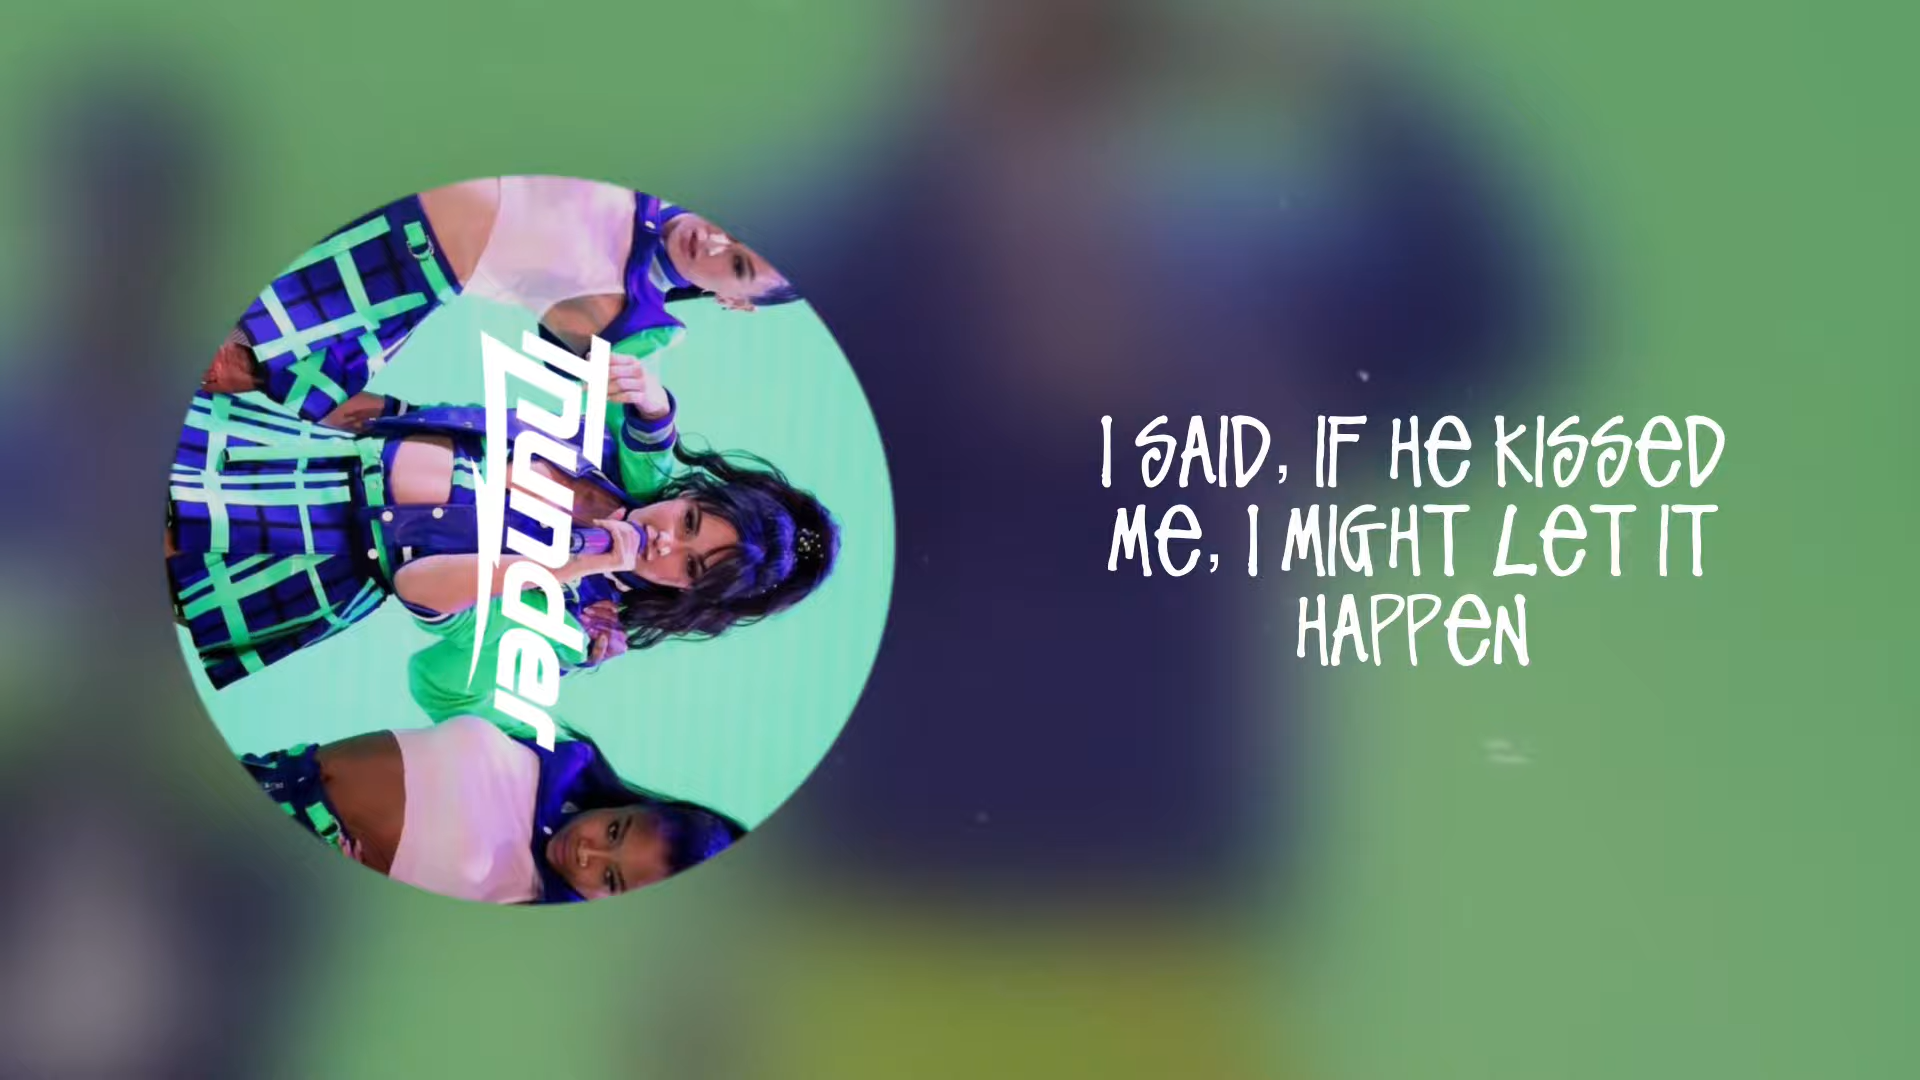 Thunder
I SAID, IF HE KISSED
ME, I MIGHT LET IT
HAPPEN